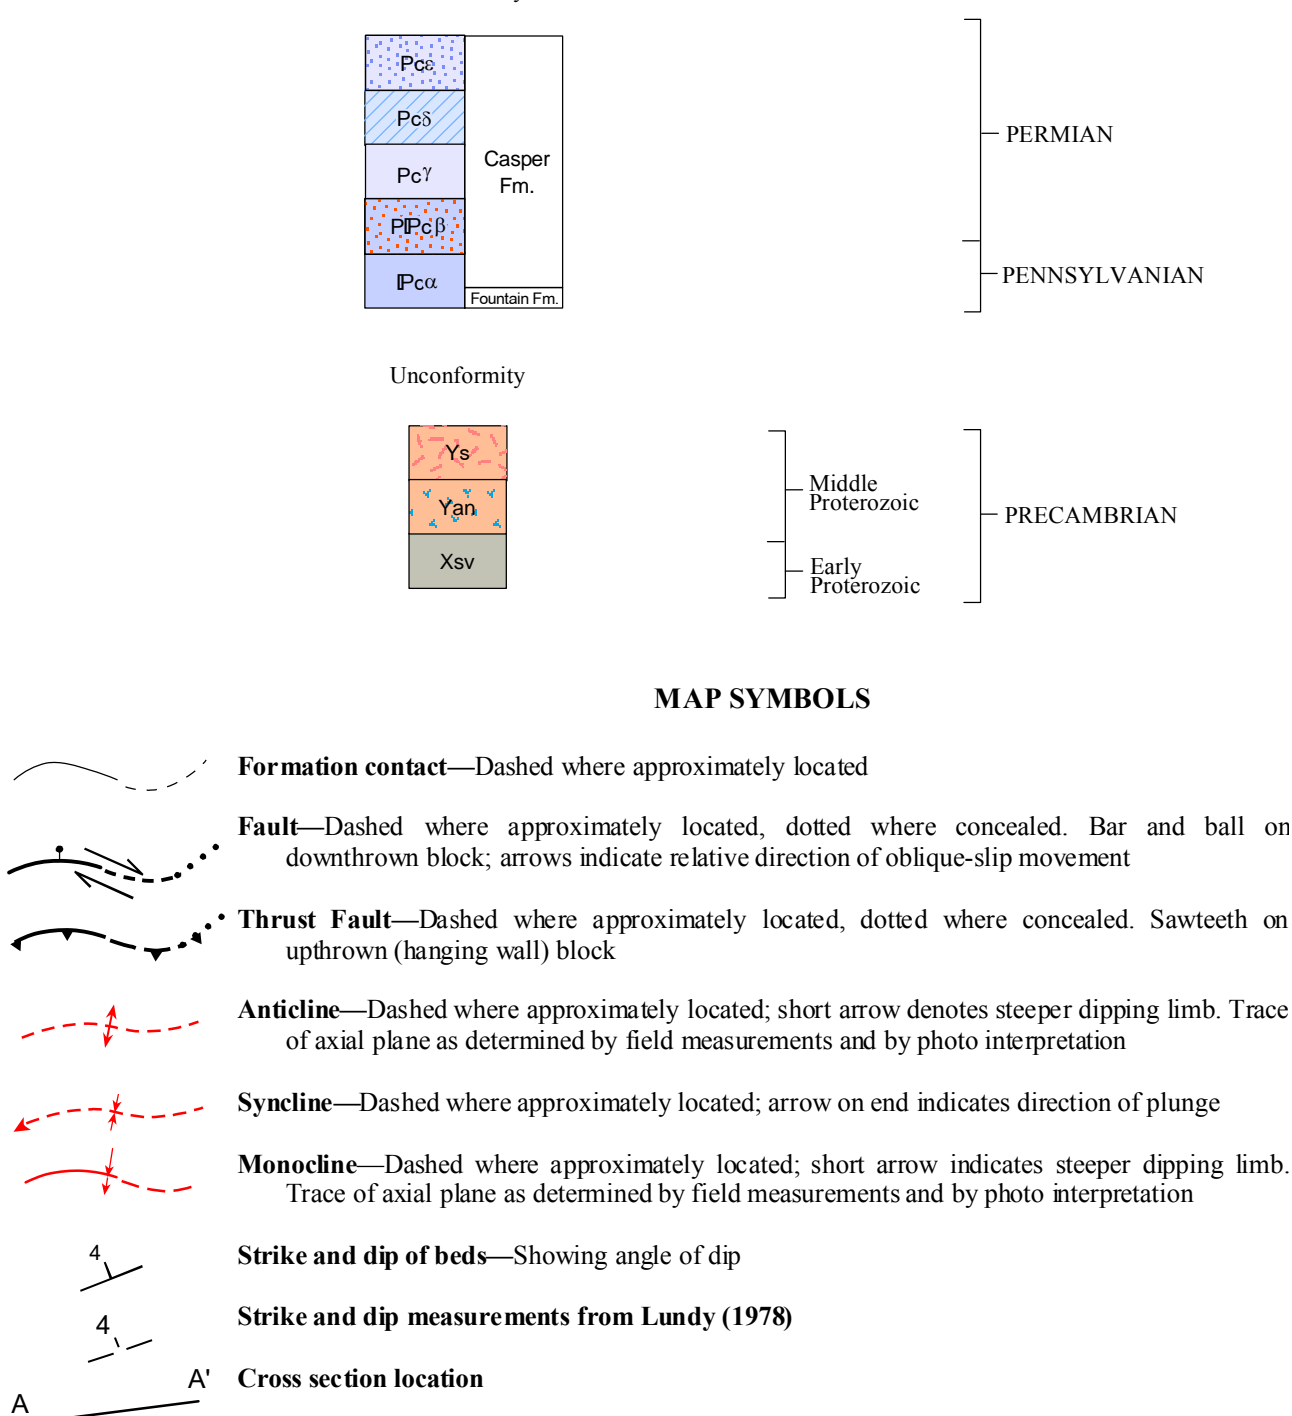 Pcε
Pcδ
Pcγ
PℙPcβ
ℙPcα
Casper
Fm.
Fountain Fm.
PERMIAN
PENNSYLVANIAN
Unconformity
Ys
Yan
Xsv
Middle
Proterozoic
Early
Proterozoic
PRECAMBRIAN
MAP SYMBOLS
Formation contact—Dashed where approximately located
Fault—Dashed where approximately located, dotted where concealed. Bar and ball on
downthrown block; arrows indicate relative direction of oblique-slip movement
Thrust Fault—Dashed where approximately located, dotted where concealed. Sawteeth on
upthrown (hanging wall) block
Anticline—Dashed where approximately located; short arrow denotes steeper dipping limb. Trace
of axial plane as determined by field measurements and by photo interpretation
Syncline—Dashed where approximately located; arrow on end indicates direction of plunge
Monocline—Dashed where approximately located; short arrow indicates steeper dipping limb.
Trace of axial plane as determined by field measurements and by photo interpretation
4
Strike and dip of beds—Showing angle of dip
4
Strike and dip measurements from Lundy (1978)
A A'
Cross section location